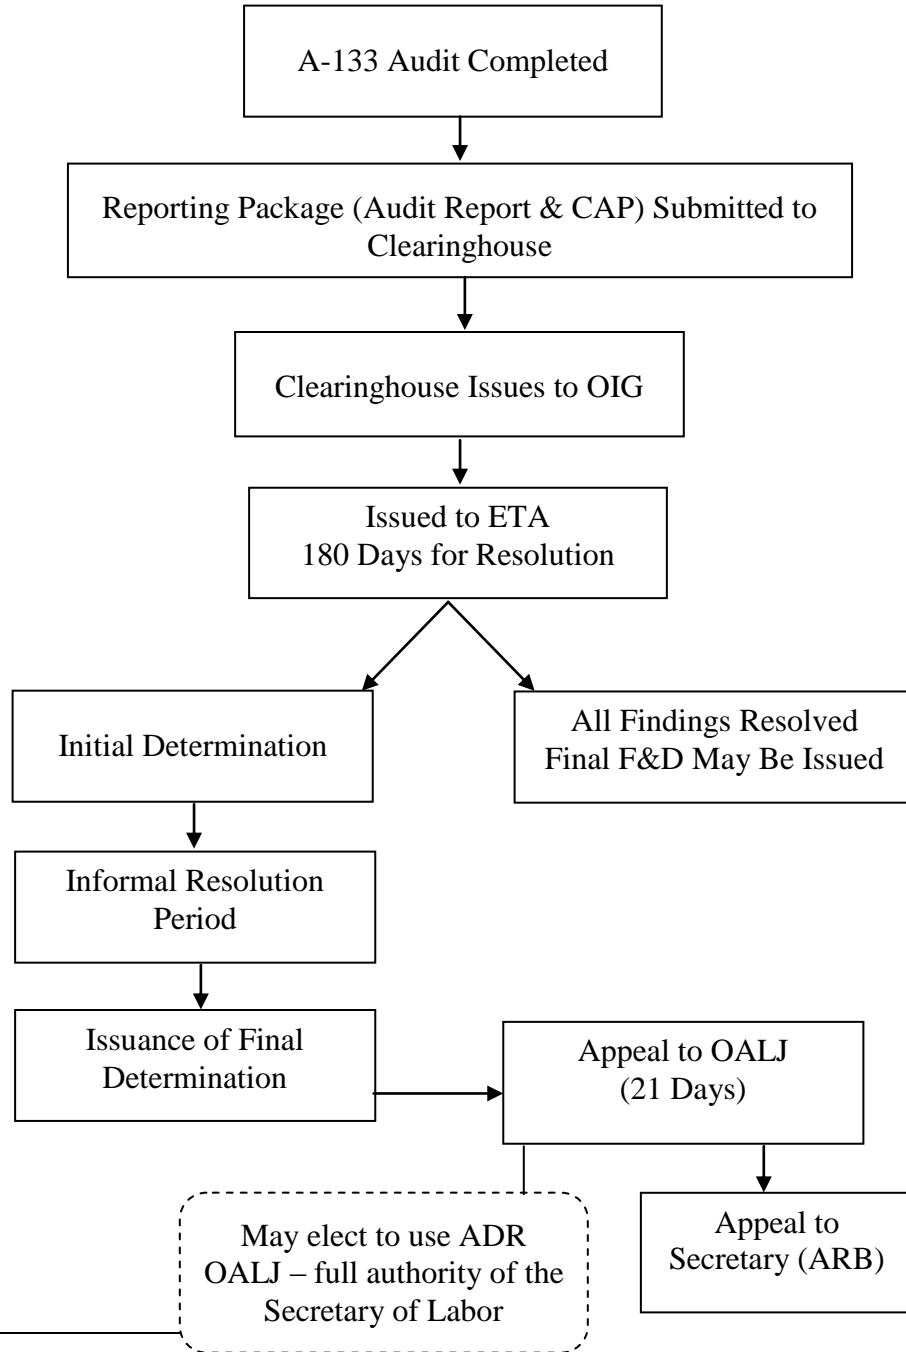 A-133 Audit Completed
Reporting Package (Audit Report & CAP) Submitted to
Clearinghouse
Clearinghouse Issues to OIG
Issued to ETA
180 Days for Resolution
Initial Determination
All Findings Resolved
Final F&D May Be Issued
Informal Resolution
Period
Issuance of Final
Determination
Appeal to OALJ
(21 Days)
May elect to use ADR
OALJ – full authority of the
Secretary of Labor
Appeal to
Secretary (ARB)